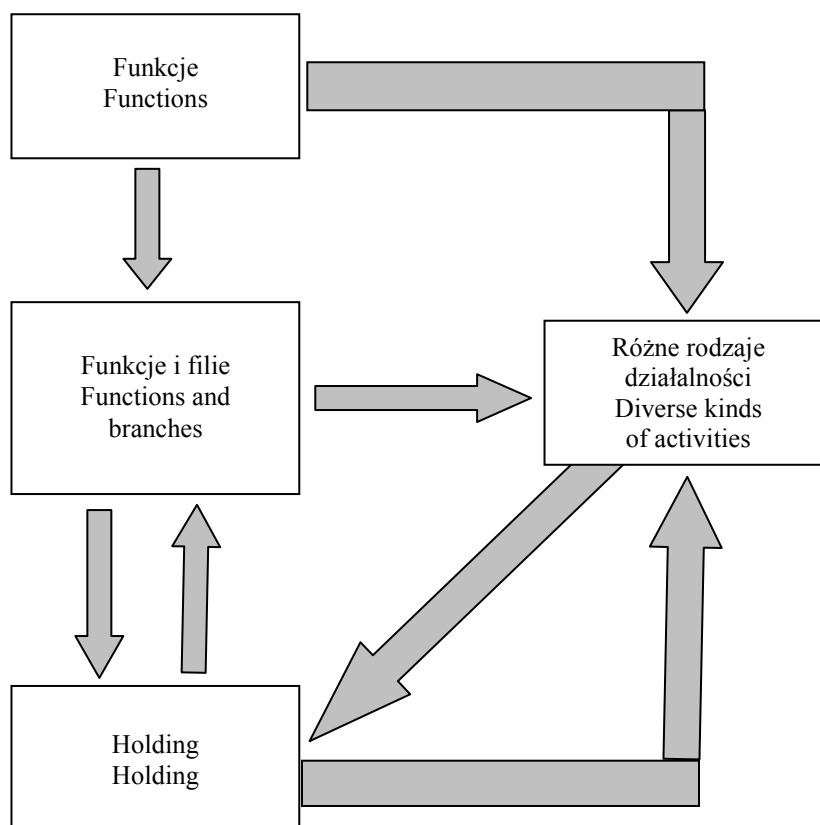 Funkcje
Functions
Funkcje i filie
Functions and
branches
Różne rodzaje
działalności
Diverse kinds
of activities
Holding
Holding